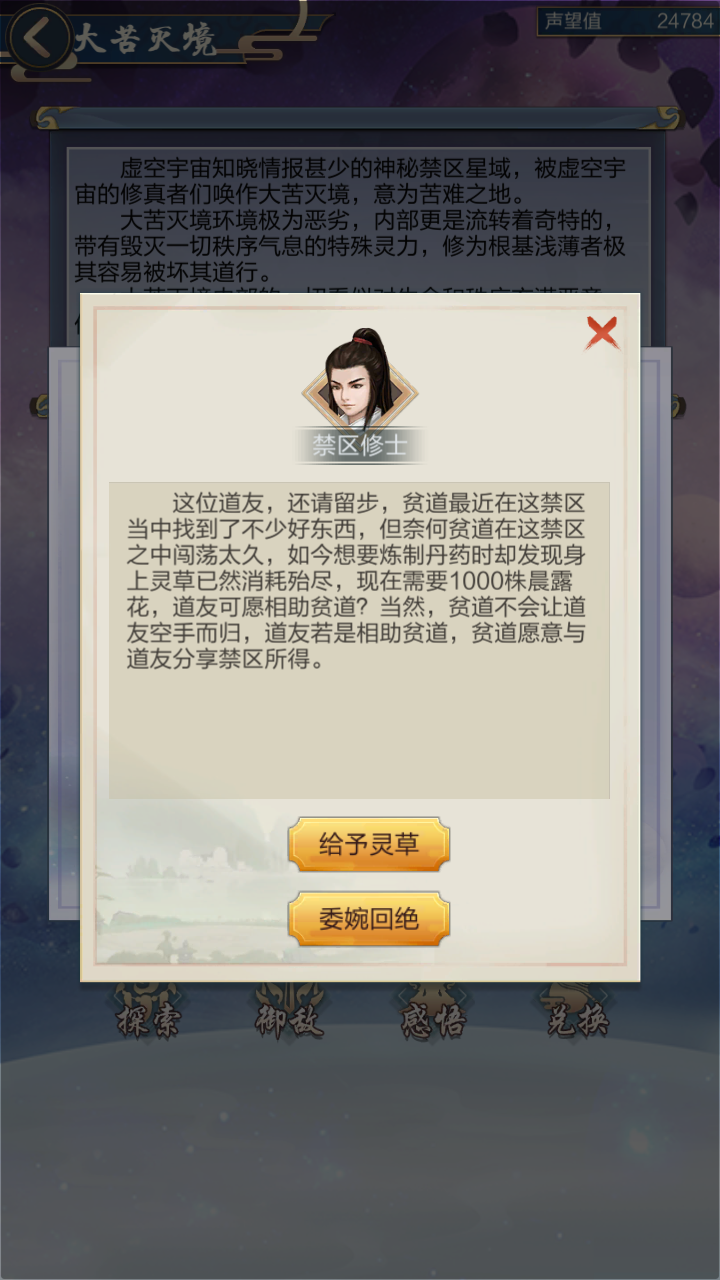 大苦灭境
声望值 24784
虚空宇宙知晓情报甚少的神秘禁区星域，被虚空宇
宙的修真者们唤作大苦灭境，意为苦难之地。
大苦灭境环境极为恶劣，内部更是流转着奇特的，
带有毁灭一切秩序气息的特殊灵力，修为根基浅薄者极
其容易被坏其道行。
禁区修士
这位道友，还请留步，贫道最近在这禁区
当中找到了不少好东西，但奈何贫道在这禁区
之中闯荡太久，如今想要炼制丹药时却发现身
上灵草已然消耗殆尽，现在需要1000株晨露
花，道友可愿相助贫道？当然，贫道不会让道
友空手而归，道友若是相助贫道，贫道愿意与
道友分享禁区所得。
给予灵草
委婉回绝
探索 御敌 感悟 兑换